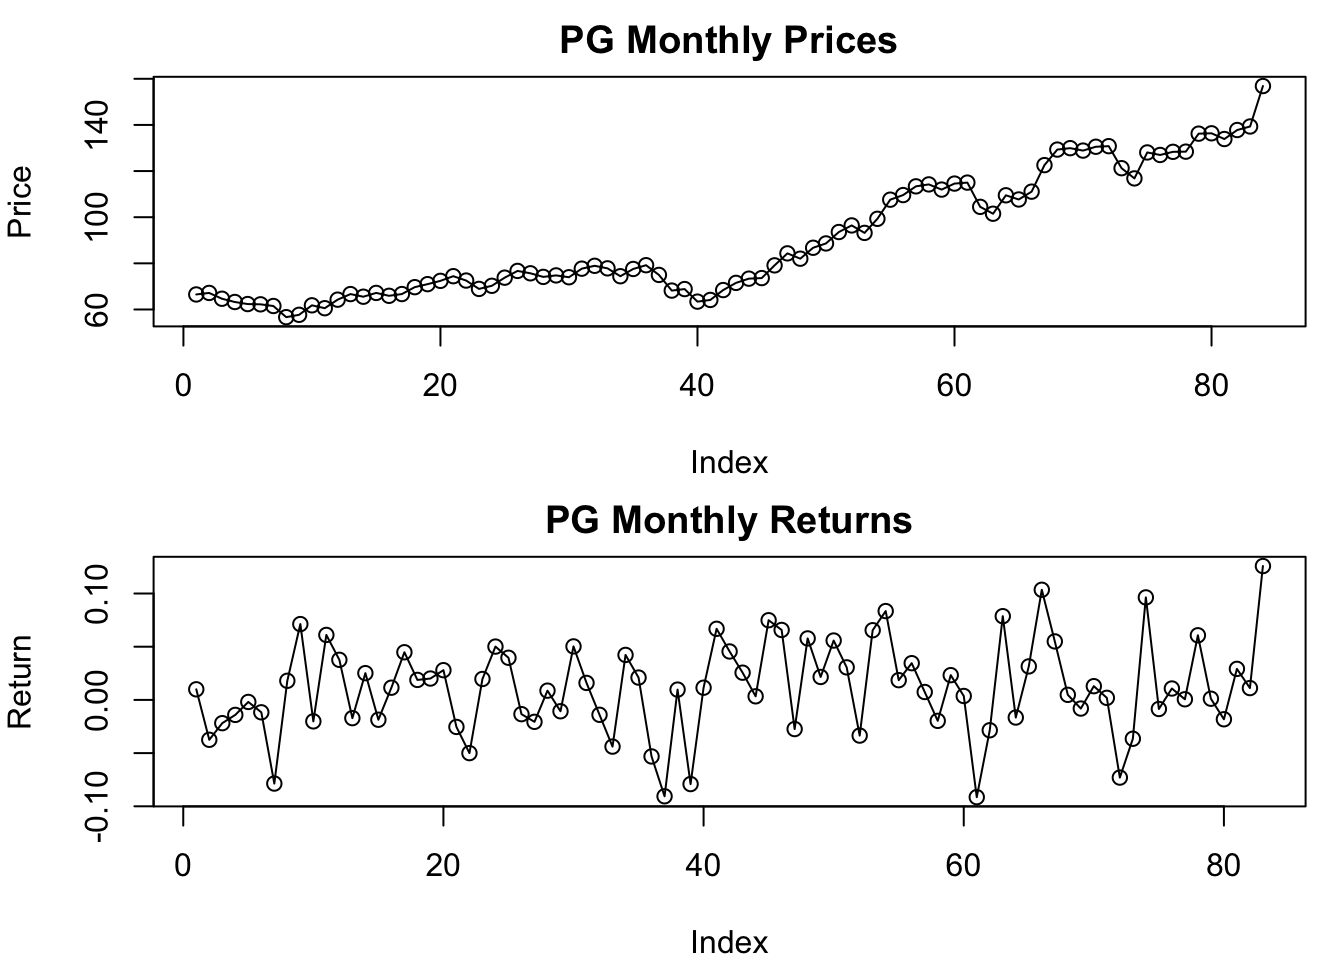 PG Monthly Prices
Price
140
100
60
0 20 40 60 80
Index
PG Monthly Returns
Return
0.10
0.00
-0.10
0 20 40 60 80
Index